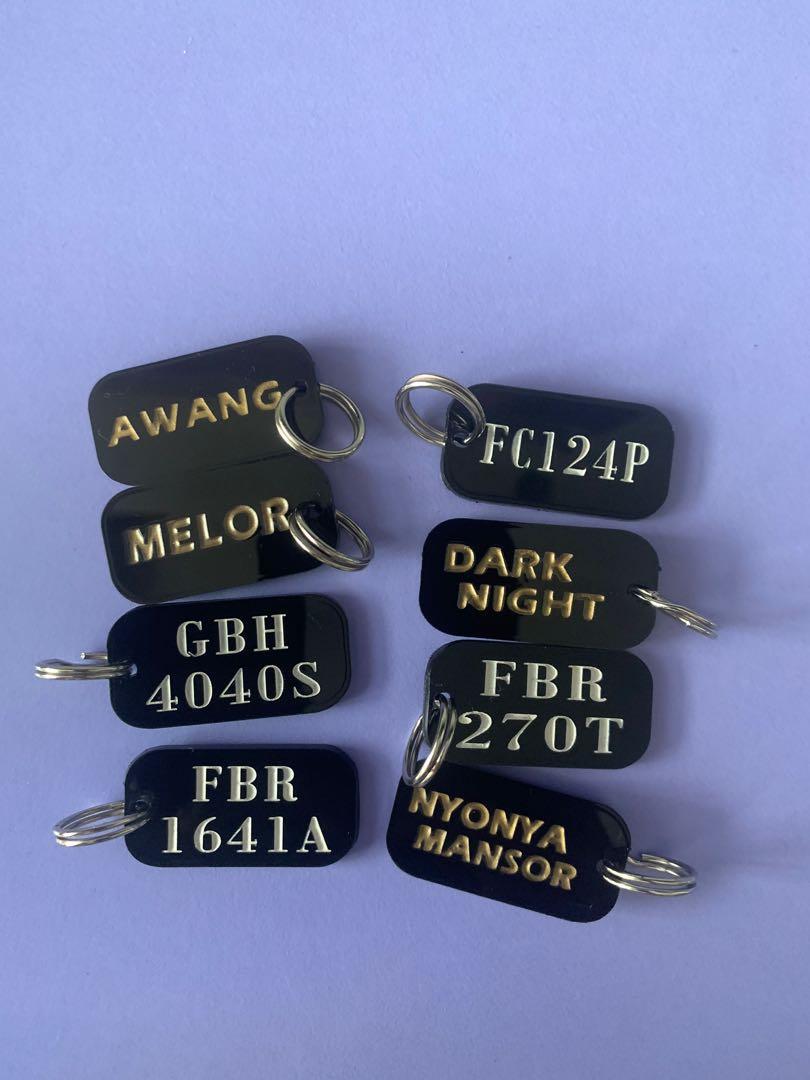 AWANG
MELOR
GBH
4040S
FBR
1641A
FC124P
DARK
NIGHT
FBR
270T
NYONYA
MANSOR